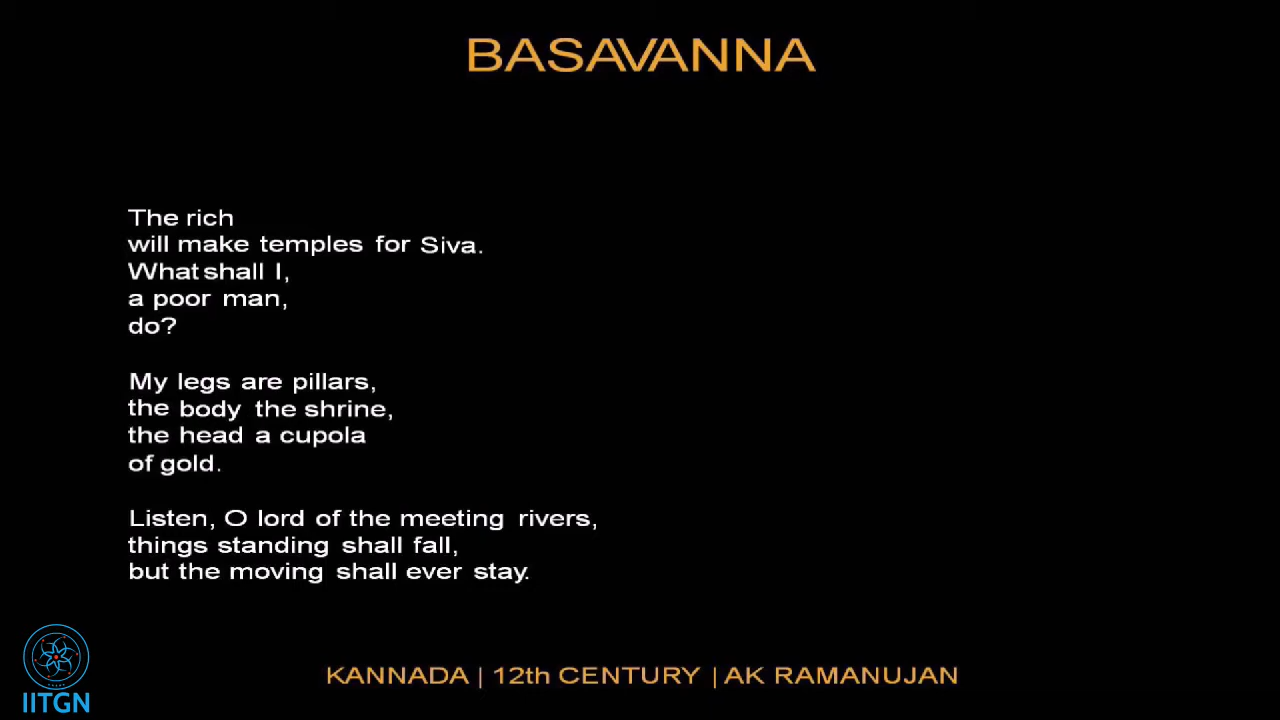 BASAVANNA
The rich
will make temples for Siva.
What shall I,
a poor man,
do?
My legs are pillars,
the body the shrine,
the head a cupola
of gold.
Listen, O lord of the meeting rivers,
things standing shall fall,
but the moving shall ever stay.
KANNADA | 12th CENTURY | AK RAMANUJAN
IITGN